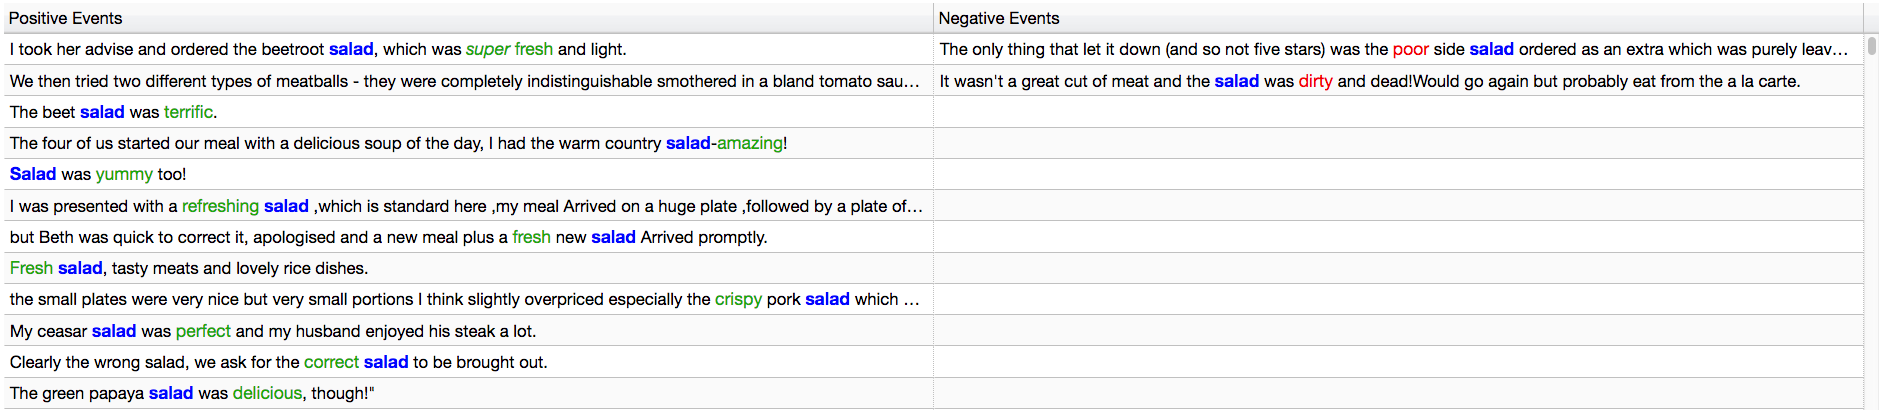 Positive Events
Negative Events
I took her advise and ordered the beetroot salad, which was super fresh and light.
The only thing that let it down (and so not five stars) was the poor side salad ordered as an extra which was purely leav…
We then tried two different types of meatballs - they were completely indistinguishable smothered in a bland tomato sau…
It wasn't a great cut of meat and the salad was dirty and dead!Would go again but probably eat from the a la carte.
The beet salad was terrific.
The four of us started our meal with a delicious soup of the day, I had the warm country salad-amazing!
Salad was yummy too!
I was presented with a refreshing salad ,which is standard here ,my meal Arrived on a huge plate ,followed by a plate of…
but Beth was quick to correct it, apologised and a new meal plus a fresh new salad Arrived promptly.
Fresh salad, tasty meats and lovely rice dishes.
the small plates were very nice but very small portions I think slightly overpriced especially the crispy pork salad which …
My ceasar salad was perfect and my husband enjoyed his steak a lot.
Clearly the wrong salad, we ask for the correct salad to be brought out.
The green papaya salad was delicious, though!"